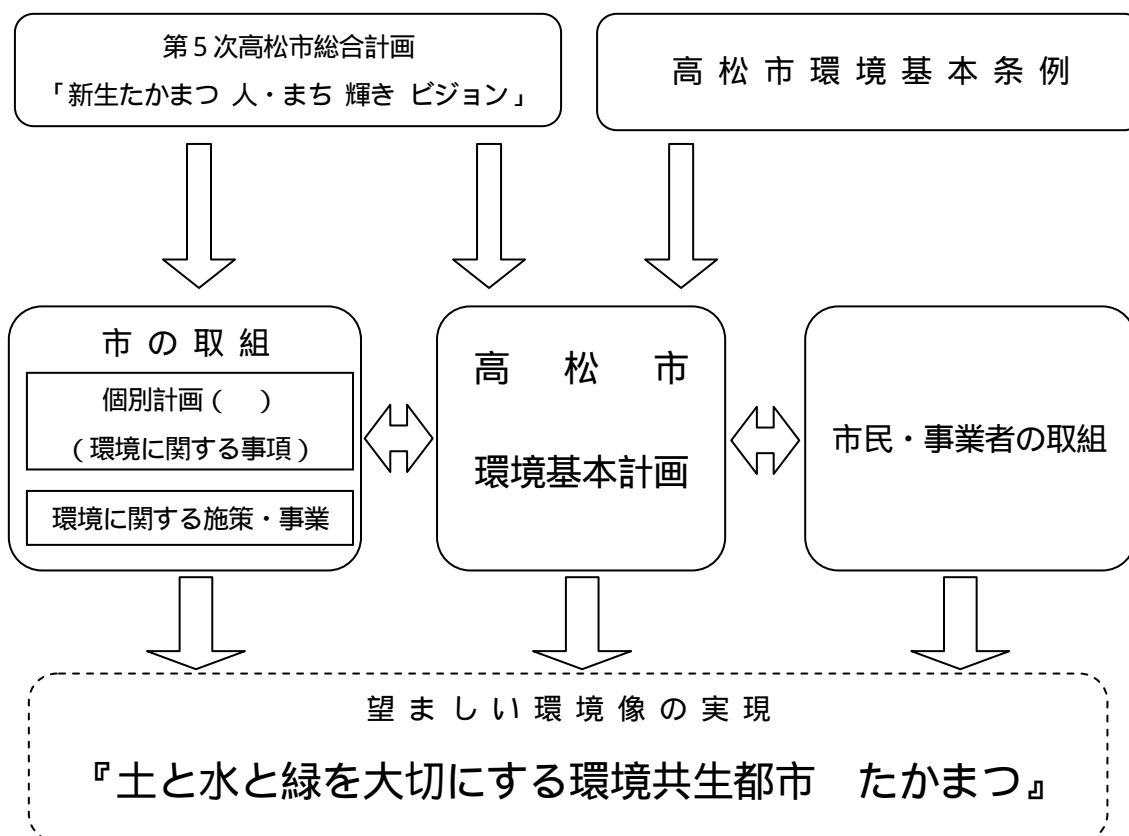 第５次高松市総合計画
「新生たかまつ 人・まち 輝き ビジョン」
高松市環境基本条例
市の取組
個別計画（　）
（環境に関する事項）
環境に関する施策・事業
高松市
環境基本計画
市民・事業者の取組
望ましい環境像の実現
『土と水と緑を大切にする環境共生都市　たかまつ』